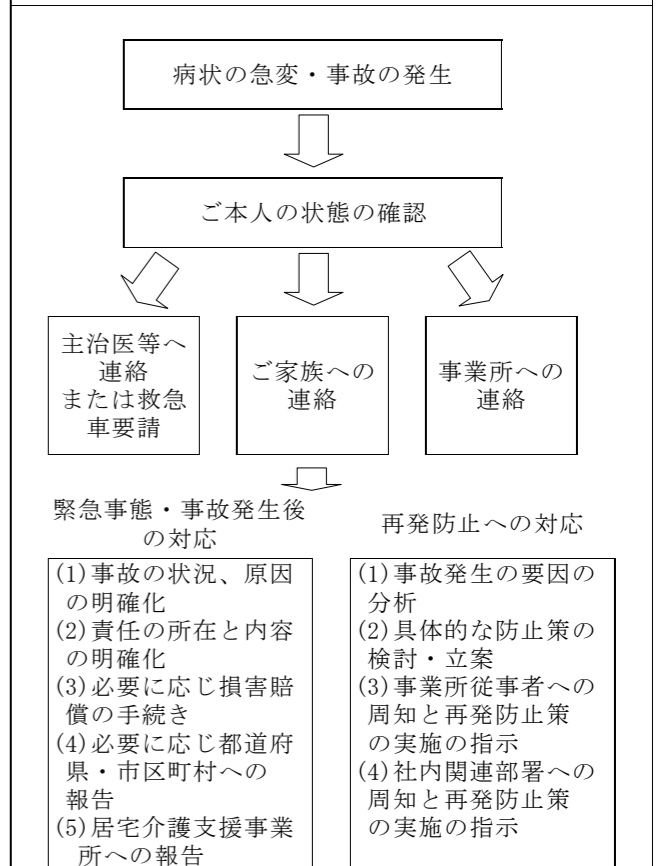 病状の急変・事故の発生
ご本人の状態の確認
主治医等へ
連絡
または救急
車要請
ご家族への
連絡
事業所への
連絡
緊急事態・事故発生後
の対応
(1)事故の状況、原因
の明確化
(2)責任の所在と内容
の明確化
(3)必要に応じ損害賠
償の手続き
(4)必要に応じ都道府
県・市区町村への
報告
(5)居宅介護支援事業
所への報告
再発防止への対応
(1)事故発生の要因の
分析
(2)具体的な防止策の
検討・立案
(3)事業所従事者への
周知と再発防止策
の実施の指示
(4)社内関連部署への
周知と再発防止策
の実施の指示